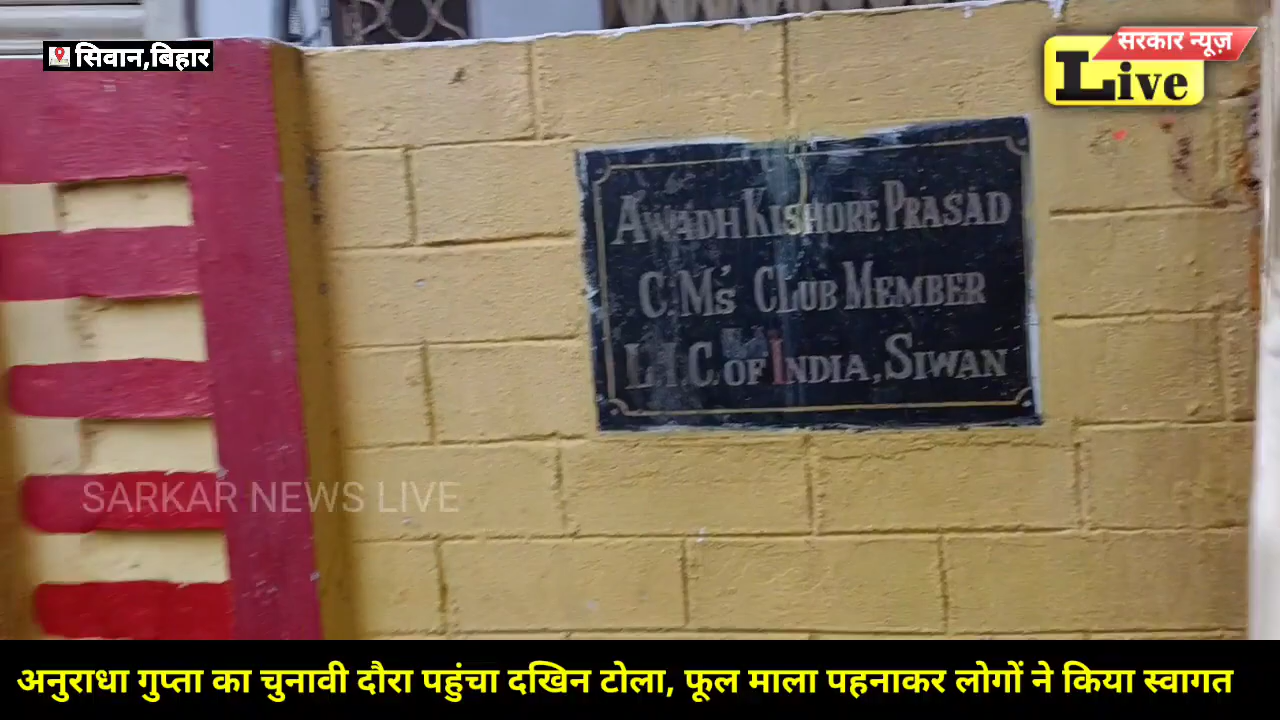 सिवान,बिहार
सरकार न्यूज़
Live
AWADH KISHORE PRASAD
C.M's CLUB MEMBER
L.I.C. OF INDIA, SIWAN
SARKAR NEWS LIVE
अनुराधा गुप्ता का चुनावी दौरा पहुंचा दखिन टोला, फूल माला पहनाकर लोगों ने किया स्वागत